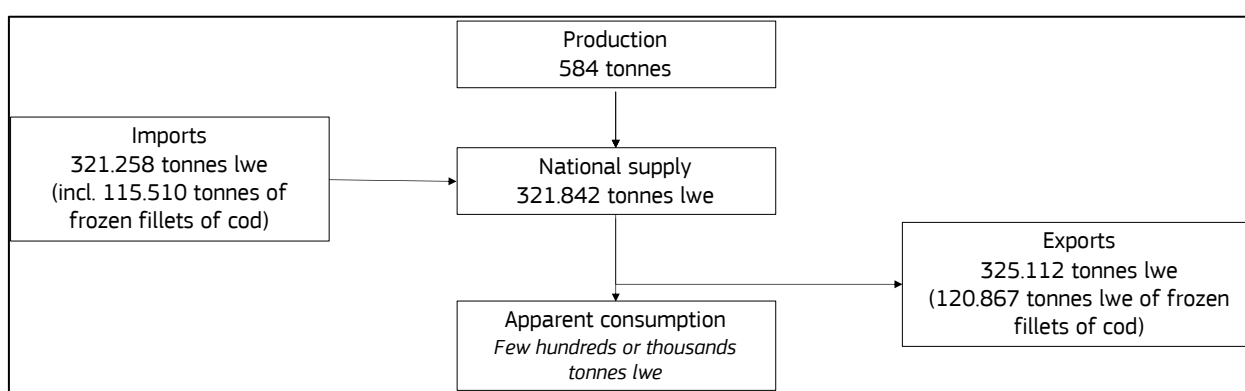 Production
584 tonnes
Imports
321.258 tonnes lwe
(incl. 115.510 tonnes of
frozen fillets of cod)
National supply
321.842 tonnes lwe
Exports
325.112 tonnes lwe
(120.867 tonnes lwe of frozen
fillets of cod)
Apparent consumption
Few hundreds or thousands
tonnes lwe